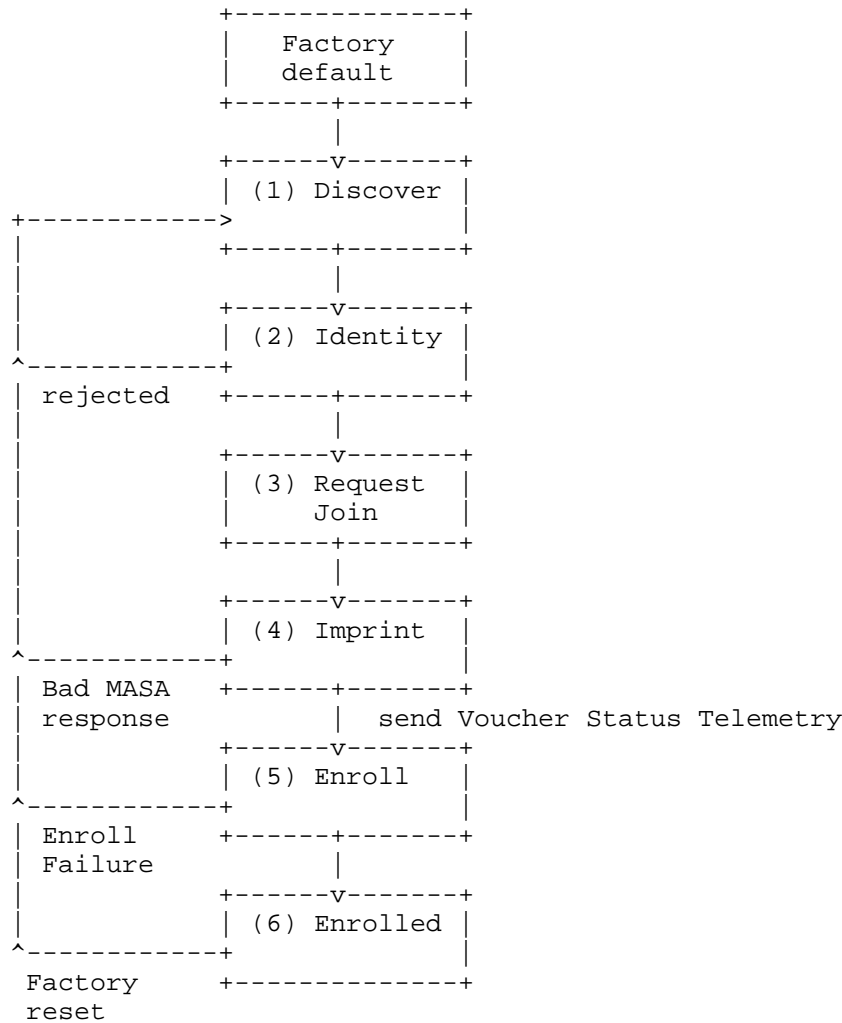 Factory
default
(1) Discover
(2) Identity
rejected
(3) Request
Join
(4) Imprint
Bad MASA
response
send Voucher Status Telemetry
(5) Enroll
Enroll
Failure
(6) Enrolled
Factory
reset